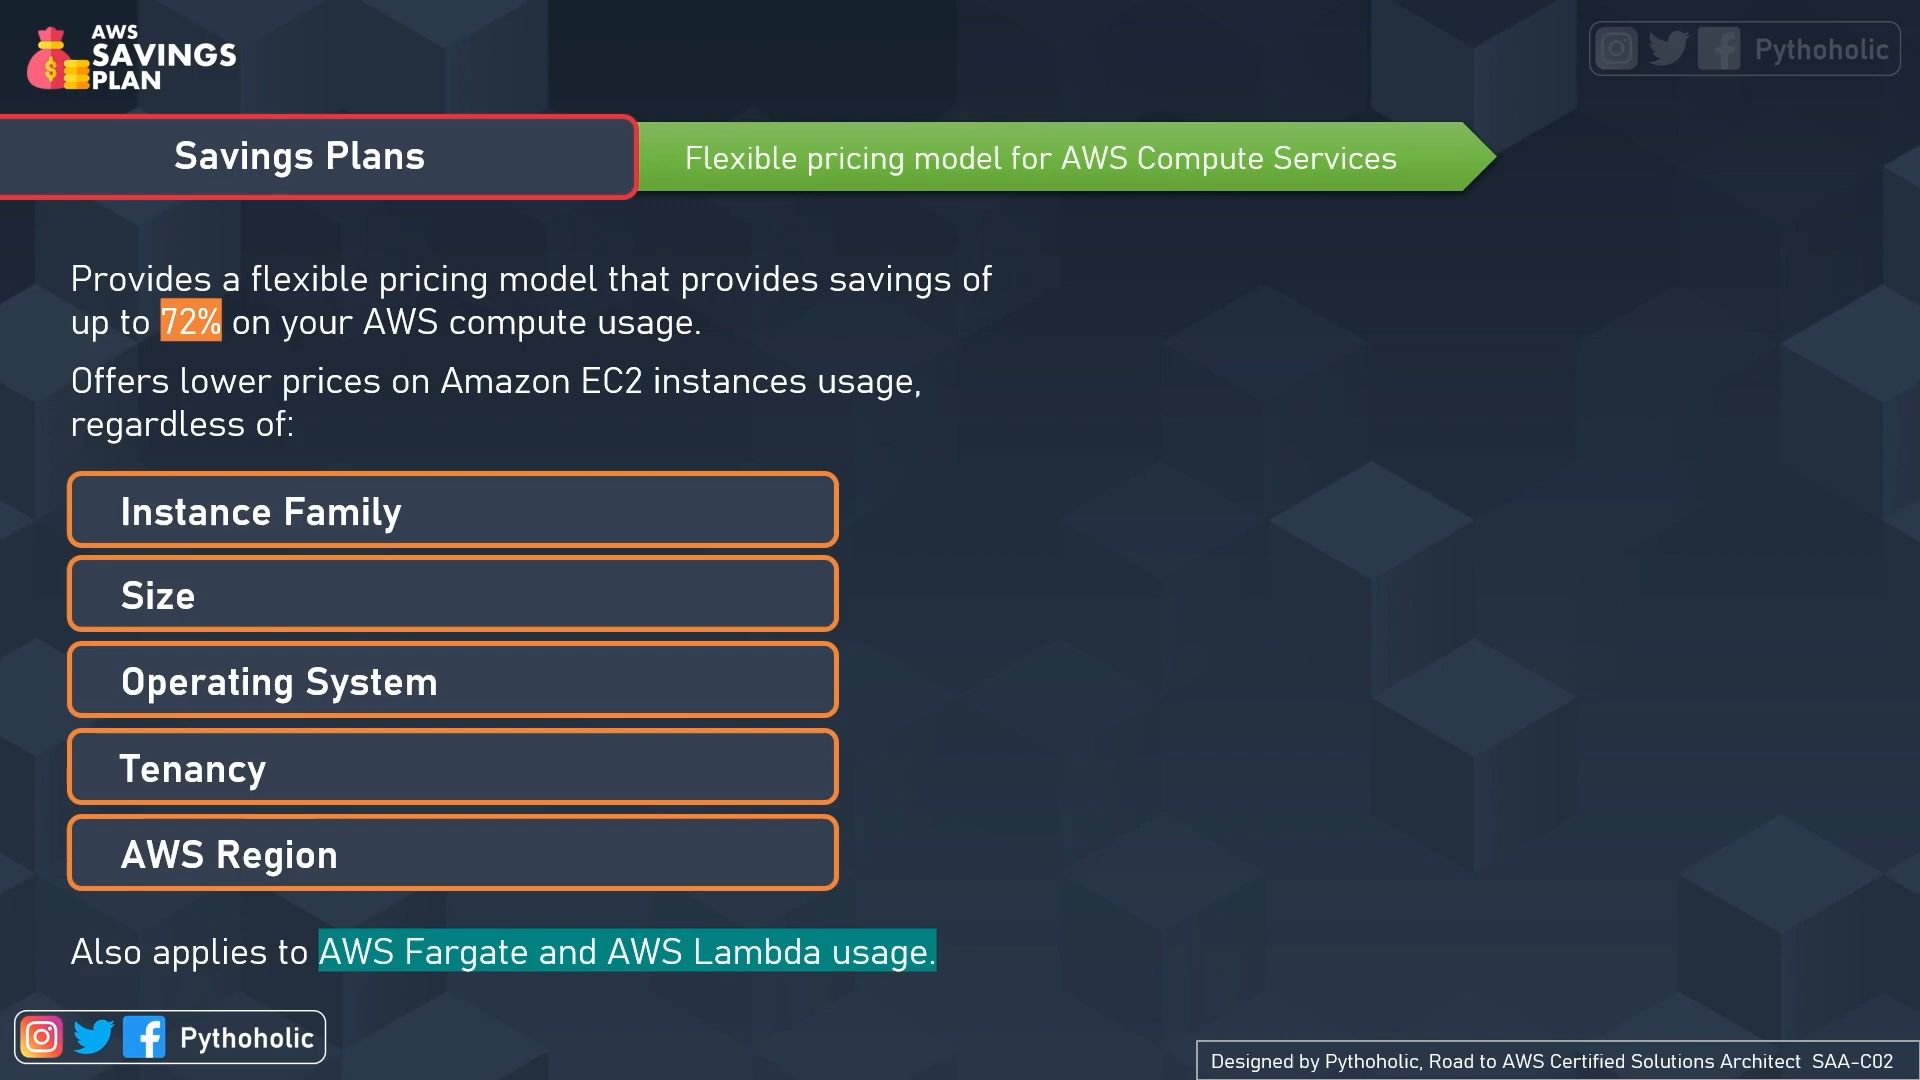 AWS
SAVINGS
PLAN
Pythoholic
Savings Plans
Flexible pricing model for AWS Compute Services
Provides a flexible pricing model that provides savings of
up to 72% on your AWS compute usage.
Offers lower prices on Amazon EC2 instances usage,
regardless of:
Instance Family
Size
Operating System
Tenancy
AWS Region
Also applies to AWS Fargate and AWS Lambda usage.
Pythoholic
Designed by Pythoholic, Road to AWS Certified Solutions Architect SAA-C02